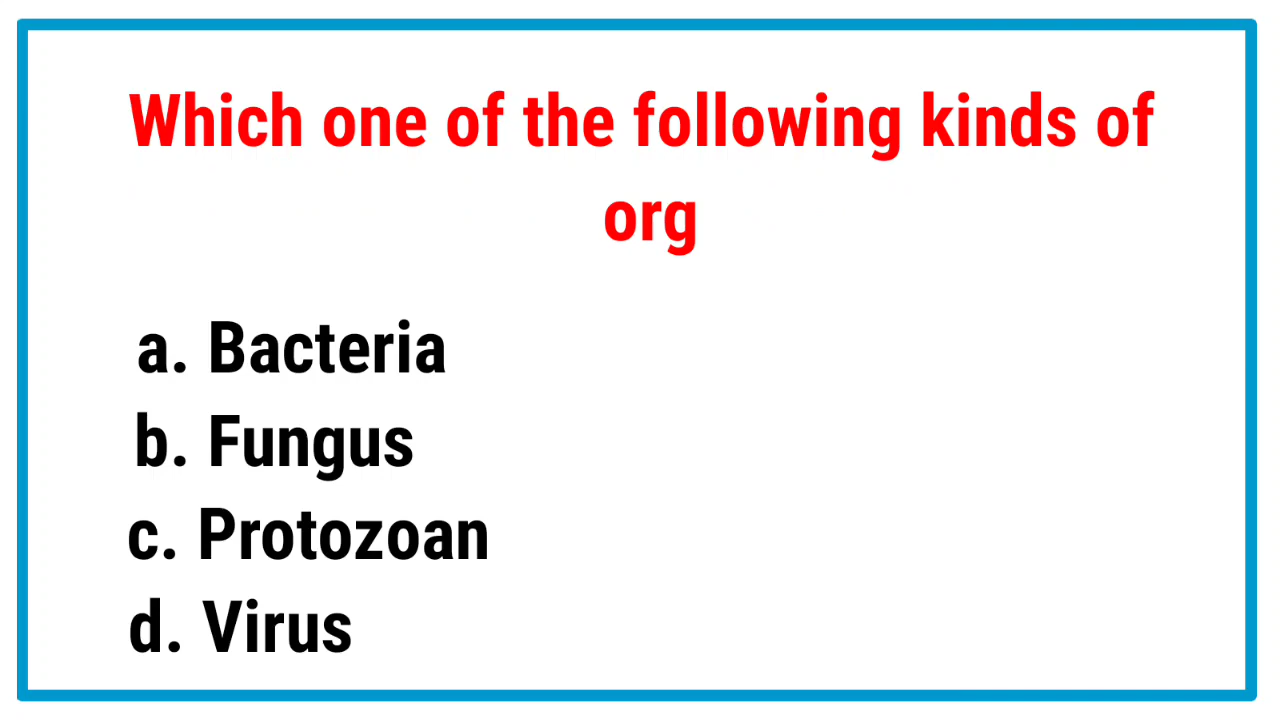 Which one of the following kinds of
org
a. Bacteria
b. Fungus
c. Protozoan
d. Virus